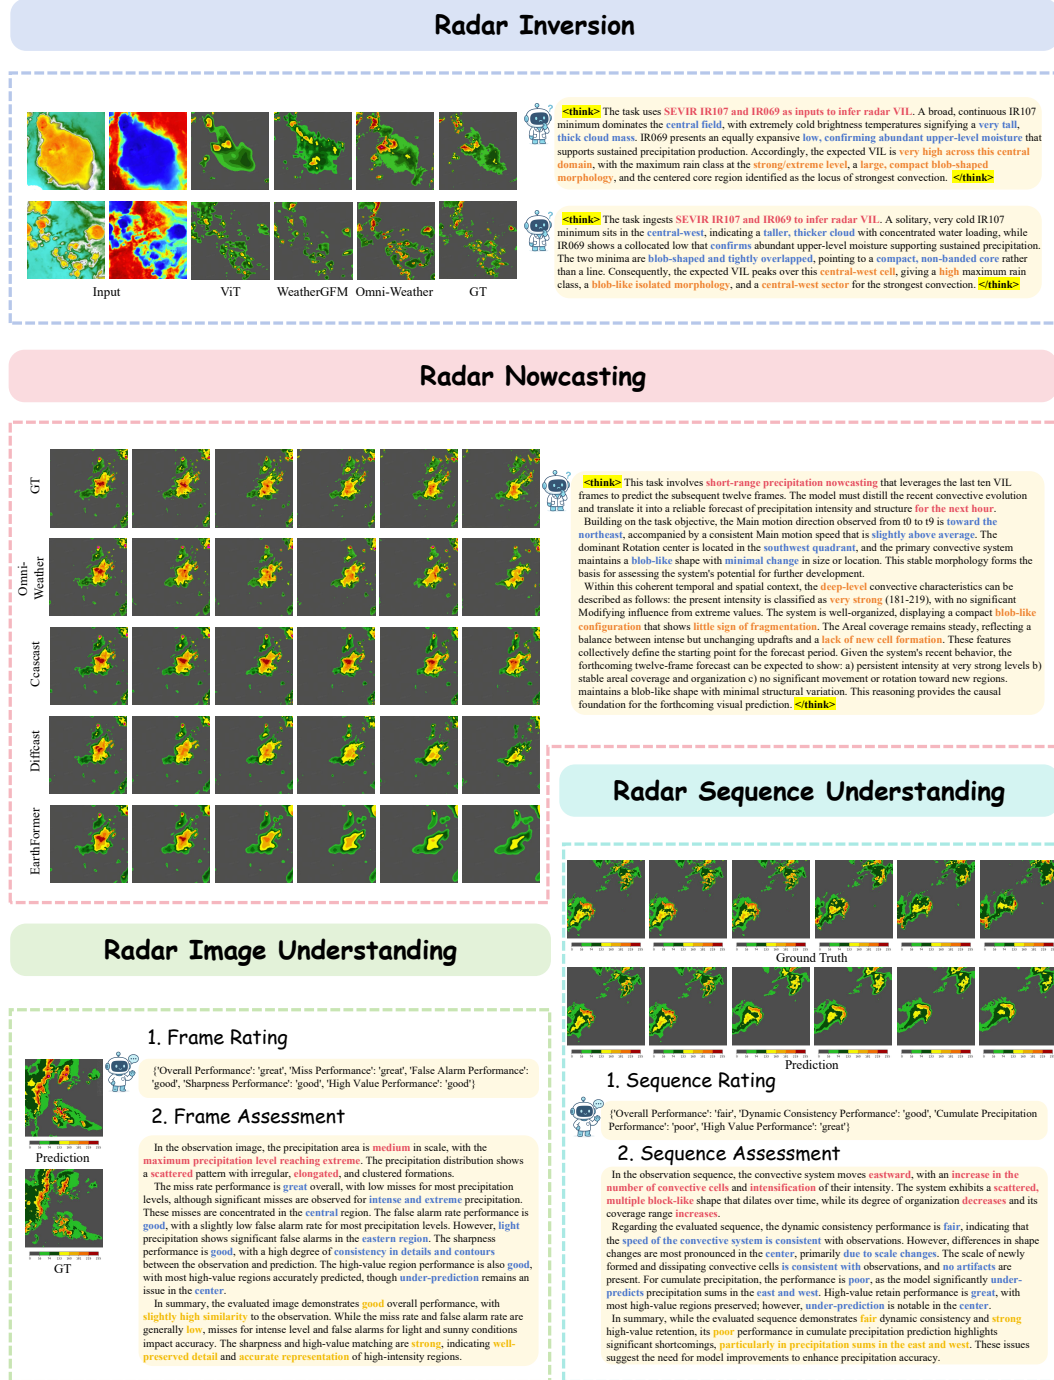 Radar Inversion
<think> The task uses SEVIR IR107 and IR069 as inputs to infer radar VIL. A broad, continuous IR107
minimum dominates the central field, with extremely cold brightness temperatures signifying a very tall,
thick cloud mass. IR069 presents an equally expansive low, confirming abundant upper-level moisture that
supports sustained precipitation production. Accordingly, the expected VIL is very high across this central
domain, with the maximum rain class at the strong/extreme level, a large, compact blob-shaped
morphology, and the centered core region identified as the locus of strongest convection. </think>
<think> The task ingests SEVIR IR107 and IR069 to infer radar VIL. A solitary, very cold IR107
minimum sits in the central-west, indicating a taller, thicker cloud with concentrated water loading, while
IR069 shows a collocated low that confirms abundant upper-level moisture supporting sustained precipitation.
The two minima are blob-shaped and tightly overlapped, pointing to a compact, non-banded core rather
than a line. Consequently, the expected VIL peaks over this central-west cell, giving a high maximum rain
class, a blob-like isolated morphology, and a central-west sector for the strongest convection. </think>
Input ViT WeatherGFM Omni-Weather GT
Radar Nowcasting
GT
Omni-
Weather
Ccascast
Diffcast
EarthFormer
<think> This task involves short-range precipitation nowcasting that leverages the last ten VIL
frames to predict the subsequent twelve frames. The model must distill the recent convective evolution
and translate it into a reliable forecast of precipitation intensity and structure for the next hour.
Building on the task objective, the Main motion direction observed from t0 to t9 is toward the
northeast, accompanied by a consistent Main motion speed that is slightly above average. The
dominant Rotation center is located in the southwest quadrant, and the primary convective system
maintains a blob-like shape with minimal change in size or location. This stable morphology forms the
basis for assessing the system's potential for further development.
Within this coherent temporal and spatial context, the deep-level convective characteristics can be
described as follows: the present intensity is classified as very strong (181-219), with no significant
Modifying influence from extreme values. The system is well-organized, displaying a compact blob-like
configuration that shows little sign of fragmentation. The Areal coverage remains steady, reflecting a
balance between intense but unchanging updrafts and a lack of new cell formation. These features
collectively define the starting point for the forecast period. Given the system's recent behavior, the
forthcoming twelve-frame forecast can be expected to show: a) persistent intensity at very strong levels b)
stable areal coverage and organization c) no significant movement or rotation toward new regions.
maintains a blob-like shape with minimal structural variation. This reasoning provides the causal
foundation for the forthcoming visual prediction. </think>
Radar Sequence Understanding
Ground Truth
Prediction
1. Sequence Rating
{'Overall Performance': 'fair', 'Dynamic Consistency Performance': 'good', 'Cumulate Precipitation
Performance': 'poor', 'High Value Performance': 'great'}
2. Sequence Assessment
In the observation sequence, the convective system moves eastward, with an increase in the
number of convective cells and intensification of their intensity. The system exhibits a scattered,
multiple block-like shape that dilates over time, while its degree of organization decreases and its
coverage range increases.
Regarding the evaluated sequence, the dynamic consistency performance is fair, indicating that
the speed of the convective system is consistent with observations. However, differences in shape
changes are most pronounced in the center, primarily due to scale changes. The scale of newly
formed and dissipating convective cells is consistent with observations, and no artifacts are
present. For cumulate precipitation, the performance is poor, as the model significantly under-
predicts precipitation sums in the east and west. High-value retain performance is great, with
most high-value regions preserved; however, under-prediction is notable in the center.
In summary, while the evaluated sequence demonstrates fair dynamic consistency and strong
high-value retention, its poor performance in cumulate precipitation prediction highlights
significant shortcomings, particularly in precipitation sums in the east and west. These issues
suggest the need for model improvements to enhance precipitation accuracy.
Radar Image Understanding
1. Frame Rating
{'Overall Performance': 'great', 'Miss Performance': 'great', 'False Alarm Performance':
'good', 'Sharpness Performance': 'good', 'High Value Performance': 'good'}
2. Frame Assessment
Prediction
GT
In the observation image, the precipitation area is medium in scale, with the
maximum precipitation level reaching extreme. The precipitation distribution shows
a scattered pattern with irregular, elongated, and clustered formations.
The miss rate performance is great overall, with low misses for most precipitation
levels, although significant misses are observed for intense and extreme precipitation.
These misses are concentrated in the central region. The false alarm rate performance is
good, with a slightly low false alarm rate for most precipitation levels. However, light
precipitation shows significant false alarms in the eastern region. The sharpness
performance is good, with a high degree of consistency in details and contours
between the observation and prediction. The high-value region performance is also good,
with most high-value regions accurately predicted, though under-prediction remains an
issue in the center.
In summary, the evaluated image demonstrates good overall performance, with
slightly high similarity to the observation. While the miss rate and false alarm rate are
generally low, misses for intense level and false alarms for light and sunny conditions
impact accuracy. The sharpness and high-value matching are strong, indicating well-
preserved detail and accurate representation of high-intensity regions.